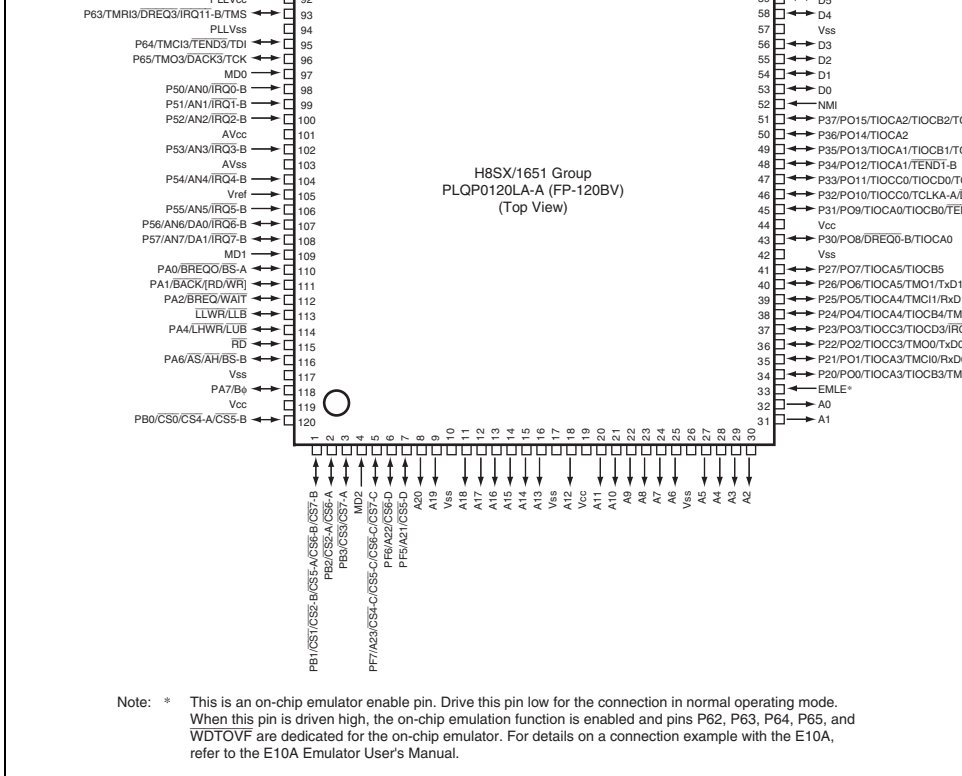 PLLVcc 92
P63/TMRI3/DREQ3/IRQ11-B/TMS 93
PLLVss 94
P64/TMCI3/TEND3/TDI 95
P65/TMO3/DACK3/TCK 96
MD0 97
P50/AN0/IRQ0-B 98
P51/AN1/IRQ1-B 99
P52/AN2/IRQ2-B 100
AVcc 101
P53/AN3/IRQ3-B 102
AVss 103
P54/AN4/IRQ4-B 104
Vref 105
P55/AN5/IRQ5-B 106
P56/AN6/DA0/IRQ6-B 107
P57/AN7/DA1/IRQ7-B 108
MD1 109
PA0/BREQO/BS-A 110
PA1/BACK/[RD/WR] 111
PA2/BREQ/WAIT 112
LLWR/LLB 113
PA4/LHWR/LUB 114
RD 115
PA6/AS/AH/BS-B 116
Vss 117
PA7/Bφ 118
Vcc 119
PB0/CS0/CS4-A/CS5-B 120
H8SX/1651 Group
PLQP0120LA-A (FP-120BV)
(Top View)
59 D5
58 D4
57 Vss
56 D3
55 D2
54 D1
53 D0
52 NMI
51 P37/PO15/TIOCA2/TIOCB2/TC
50 P36/PO14/TIOCA2
49 P35/PO13/TIOCA1/TIOCB1/TC
48 P34/PO12/TIOCA1/TEND1-B
47 P33/PO11/TIOCC0/TIOCD0/TC
46 P32/PO10/TIOCC0/TCLKA-A/
45 P31/PO9/TIOCA0/TIOCB0/TE
44 Vcc
43 P30/PO8/DREQ0-B/TIOCA0
42 Vss
41 P27/PO7/TIOCA5/TIOCB5
40 P26/PO6/TIOCA5/TMO1/TxD1
39 P25/PO5/TIOCA4/TMCI1/RxD
38 P24/PO4/TIOCA4/TIOCB4/TM
37 P23/PO3/TIOCC3/TIOCD3/IR
36 P22/PO2/TIOCC3/TMO0/TxD
35 P21/PO1/TIOCA3/TMCI0/RxD
34 P20/PO0/TIOCA3/TIOCB3/TM
33 EMLE*
32 A0
31 A1
1 PB1/CS1/CS2-B/CS5-A/CS6-B/CS7-B
2 PB2/CS2-A/CS6-A
3 PB3/CS3/CS7-A
4 MD2
5 PF7/A23/CS4-C/CS5-C/CS6-C/CS7-C
6 PF6/A22/CS6-D
7 PF5/A21/CS5-D
8 A20
9 A19
10 Vss
11 A18
12 A17
13 A16
14 A15
15 A14
16 A13
17 Vss
18 A12
19 Vcc
20 A11
21 A10
22 A9
23 A8
24 A7
25 A6
26 Vss
27 A5
28 A4
29 A3
30 A2
Note: * This is an on-chip emulator enable pin. Drive this pin low for the connection in normal operating mode.
When this pin is driven high, the on-chip emulation function is enabled and pins P62, P63, P64, P65, and
WDTOVF are dedicated for the on-chip emulator. For details on a connection example with the E10A,
refer to the E10A Emulator User's Manual.